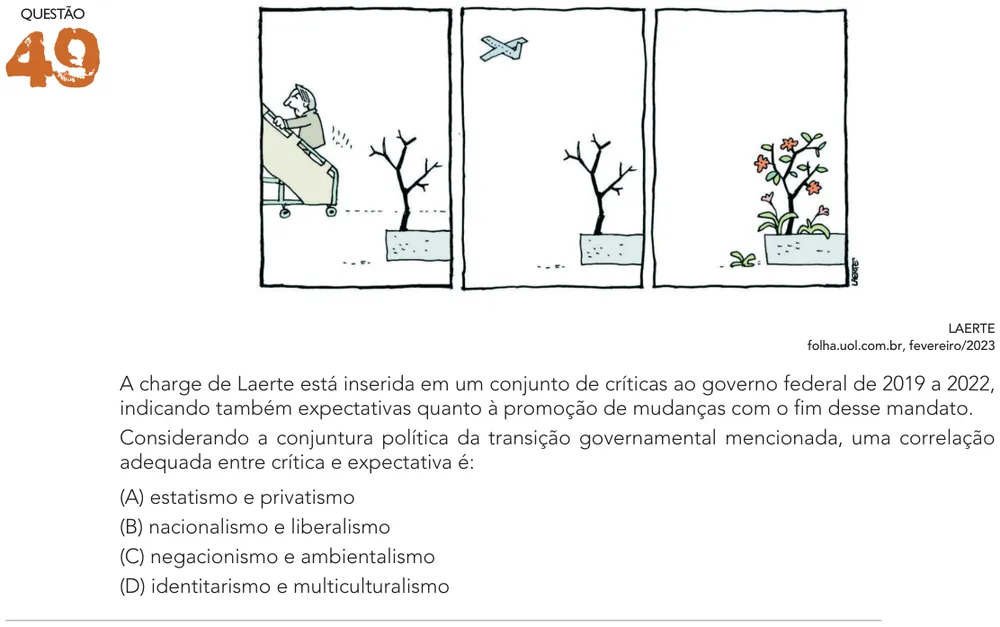 QUESTÃO
49
LAERTE
LAERTE
folha.uol.com.br, fevereiro/2023
A charge de Laerte está inserida em um conjunto de críticas ao governo federal de 2019 a 2022,
indicando também expectativas quanto à promoção de mudanças com o fim desse mandato.
Considerando a conjuntura política da transição governamental mencionada, uma correlação
adequada entre crítica e expectativa é:
(A) estatismo e privatismo
(B) nacionalismo e liberalismo
(C) negacionismo e ambientalismo
(D) identitarismo e multiculturalismo